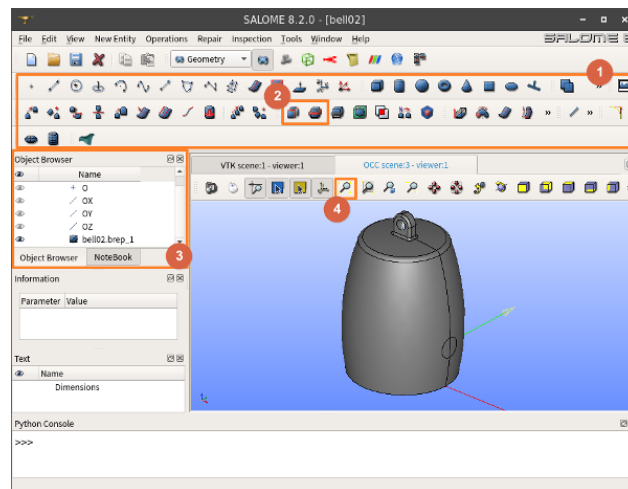 SALOME 8.2.0 - [bell02]
File Edit View New Entity Operations Repair Inspection Tools Window Help
SALOME 8
Geometry
1
2
Object Browser
Name
VTK scene:1 - viewer:1
OCC scene:3 - viewer:1
O
OX
OY
OZ
bell02.brep_1
4
Object Browser NoteBook
3
Information
Parameter Value
Text
Name
Dimensions
Python Console
>>>